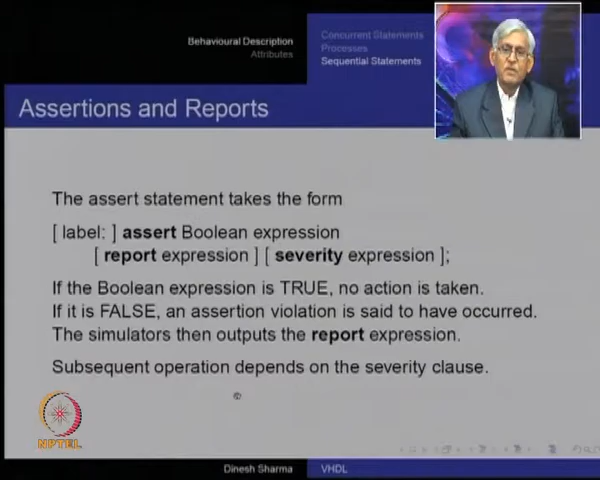 Behavioural Description
Attributes
Concurrent Statements
Processes
Sequential Statements
Assertions and Reports
The assert statement takes the form
[ label: ] assert Boolean expression
[ report expression ] [ severity expression ];
If the Boolean expression is TRUE, no action is taken.
If it is FALSE, an assertion violation is said to have occurred.
The simulators then outputs the report expression.
Subsequent operation depends on the severity clause.
NPTEL
Dinesh Sharma
VHDL